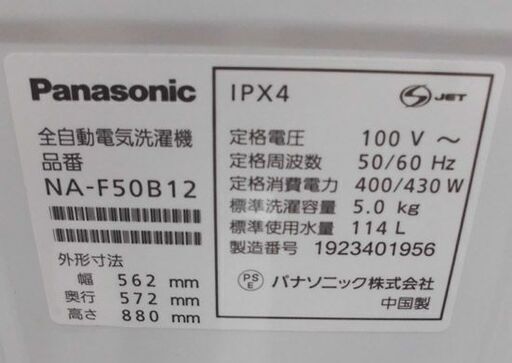 Panasonic
全自動電気洗濯機
品番
NA-F50B12
外形寸法
幅 562 mm
奥行 572 mm
高さ 880 mm
IPX4
S JET
定格電圧 100 V ～
定格周波数 50/60 Hz
定格消費電力 400/430 W
標準洗濯容量 5.0 kg
標準使用水量 114 L
製造番号 1923401956
PS
E パナソニック株式会社
中国製